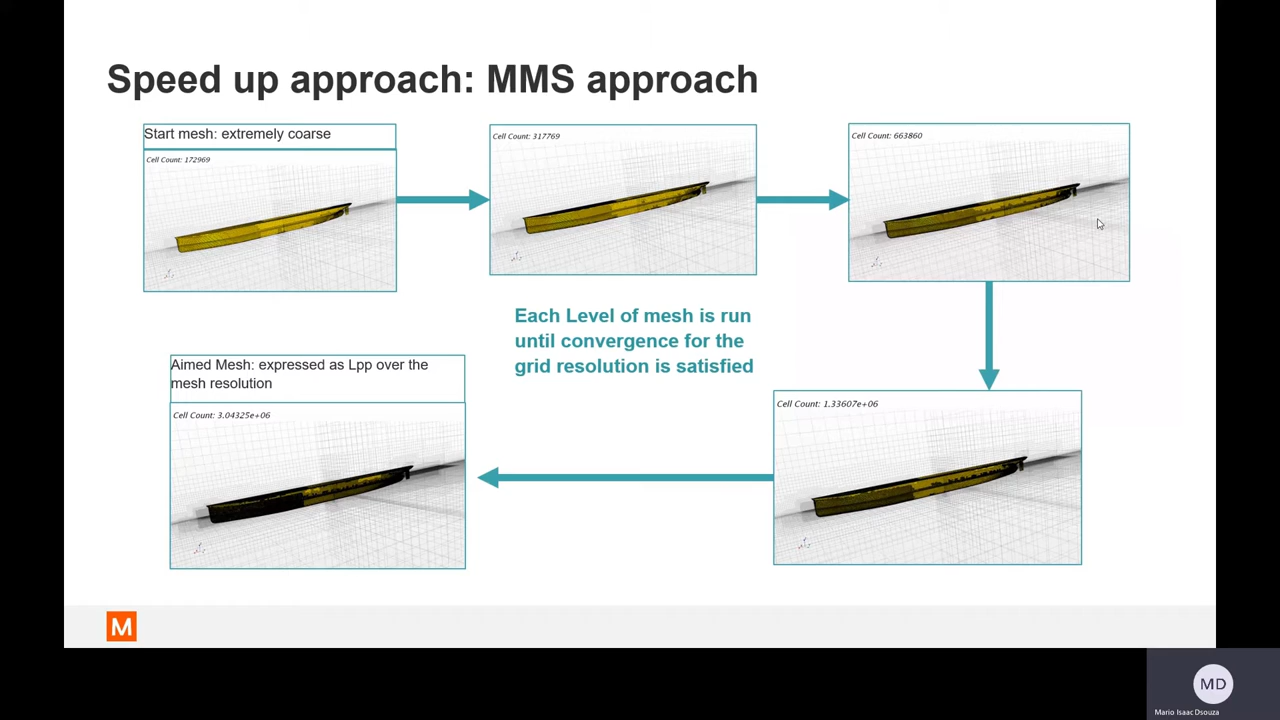 Speed up approach: MMS approach
Start mesh: extremely coarse
Cell Count: 172969
Cell Count: 317769
Cell Count: 663860
Each Level of mesh is run
until convergence for the
grid resolution is satisfied
Aimed Mesh: expressed as Lpp over the
mesh resolution
Cell Count: 3.04325e+06
Cell Count: 1.33607e+06
M
MD
Mario Isaac Dsouza